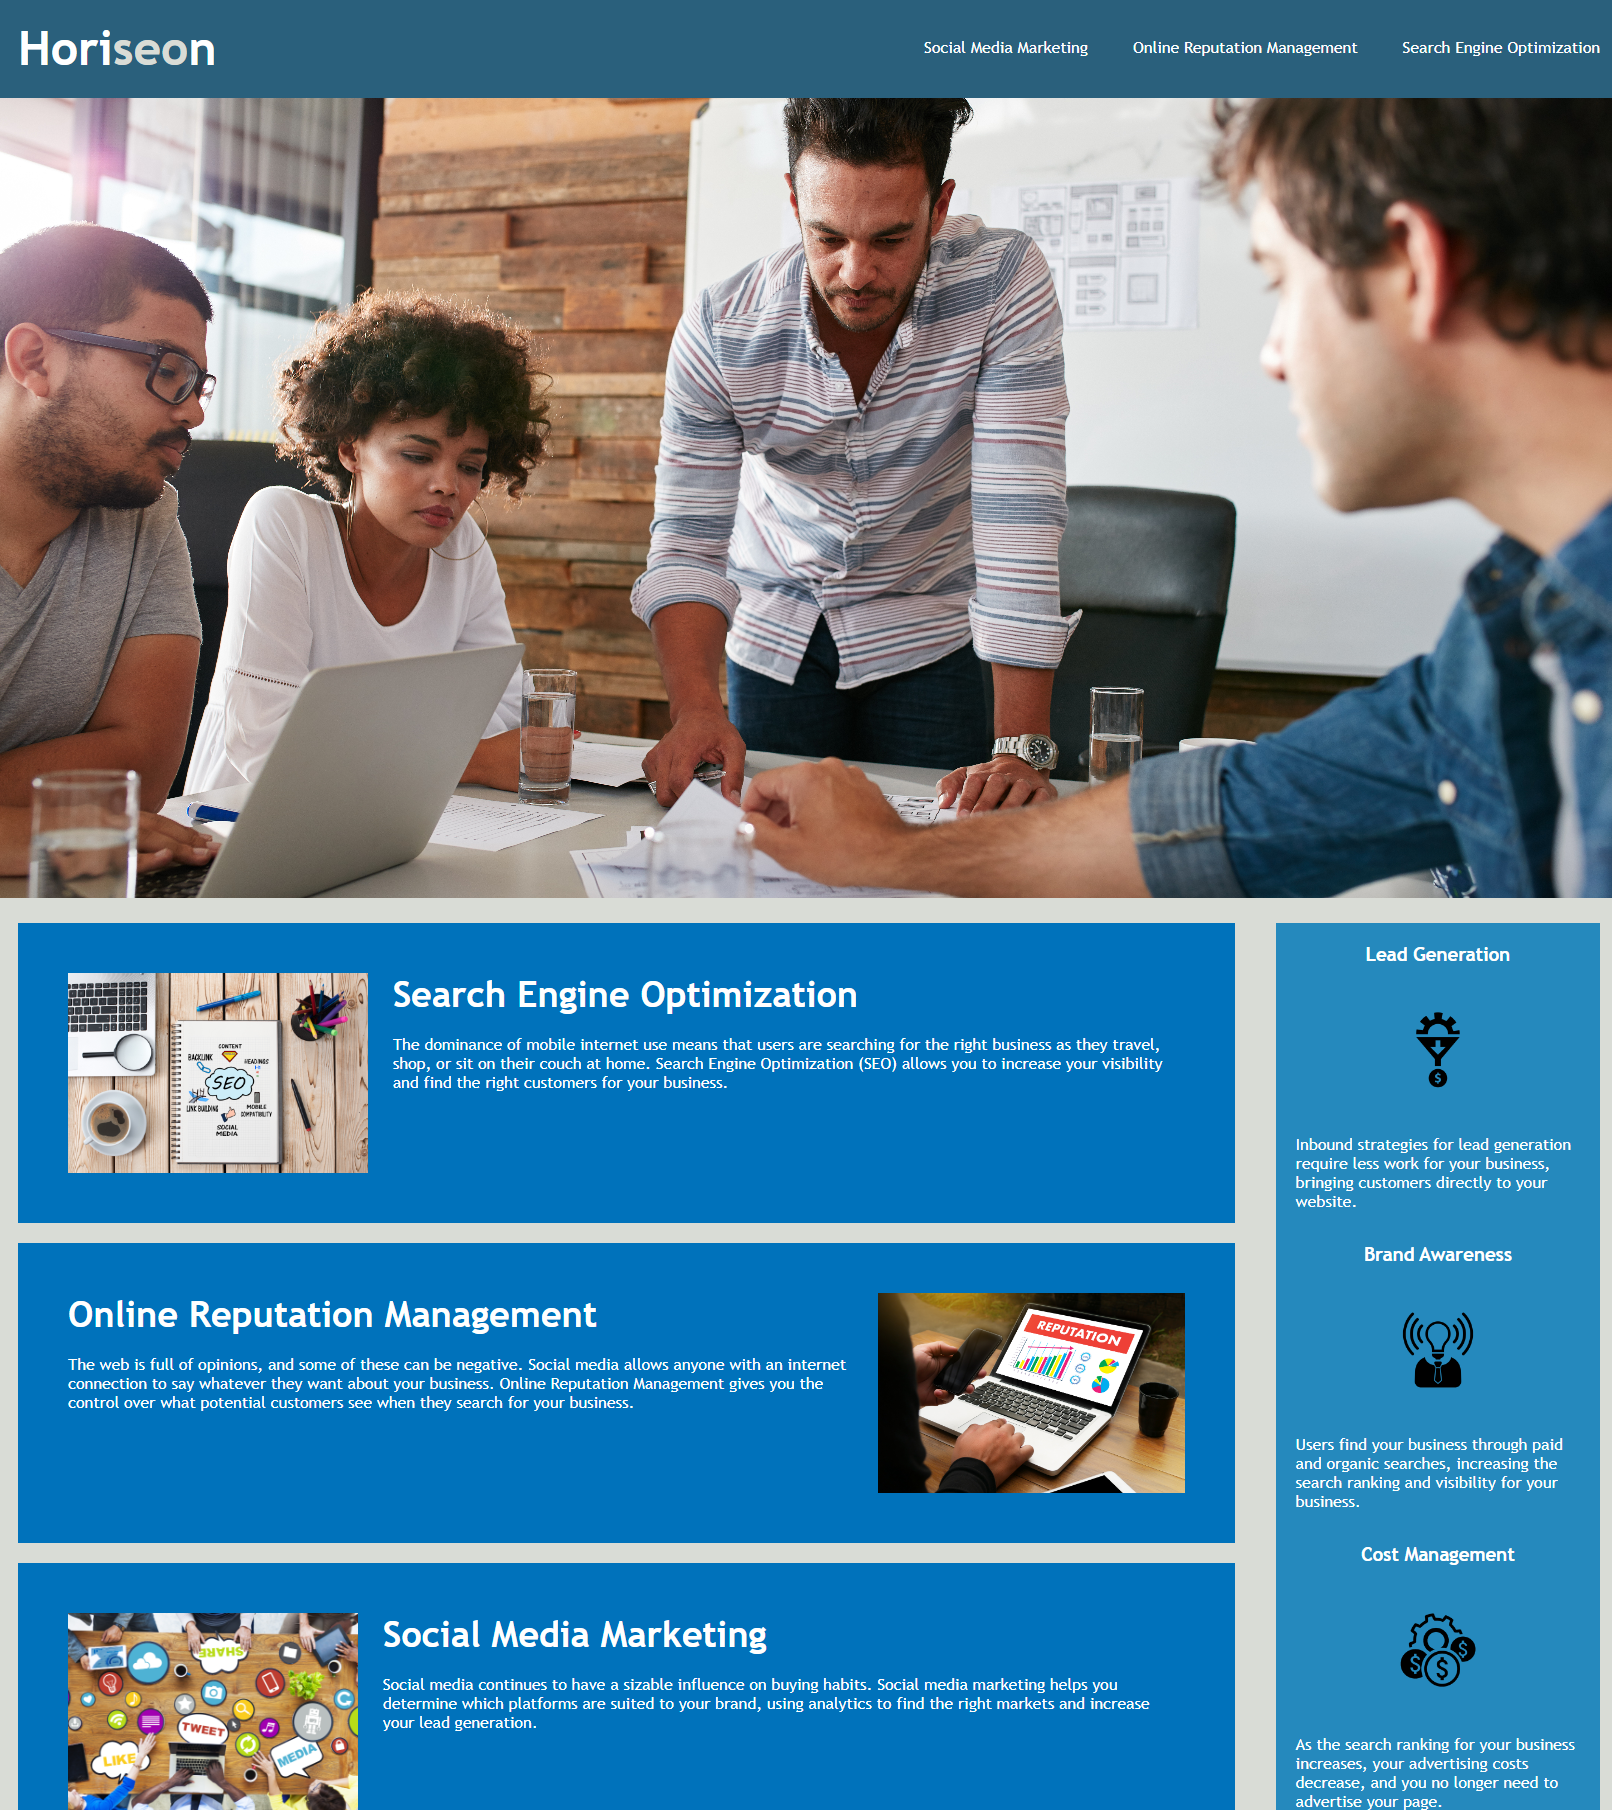 Horiseon
Social Media Marketing
Online Reputation Management
Search Engine Optimization
CONTENT
BACKLINK
HEADINGS
SEO
LINK BUILDING
MOBILE
COMPATIBILITY
SOCIAL
MEDIA
Search Engine Optimization
The dominance of mobile internet use means that users are searching for the right business as they travel,
shop, or sit on their couch at home. Search Engine Optimization (SEO) allows you to increase your visibility
and find the right customers for your business.
Online Reputation Management
The web is full of opinions, and some of these can be negative. Social media allows anyone with an internet
connection to say whatever they want about your business. Online Reputation Management gives you the
control over what potential customers see when they search for your business.
REPUTATION
SHARE
TWEET
LIKE
MEDIA
Social Media Marketing
Social media continues to have a sizable influence on buying habits. Social media marketing helps you
determine which platforms are suited to your brand, using analytics to find the right markets and increase
your lead generation.
Lead Generation
$
Inbound strategies for lead generation
require less work for your business,
bringing customers directly to your
website.
Brand Awareness
Users find your business through paid
and organic searches, increasing the
search ranking and visibility for your
business.
Cost Management
$ $ $
As the search ranking for your business
increases, your advertising costs
decrease, and you no longer need to
advertise your page.